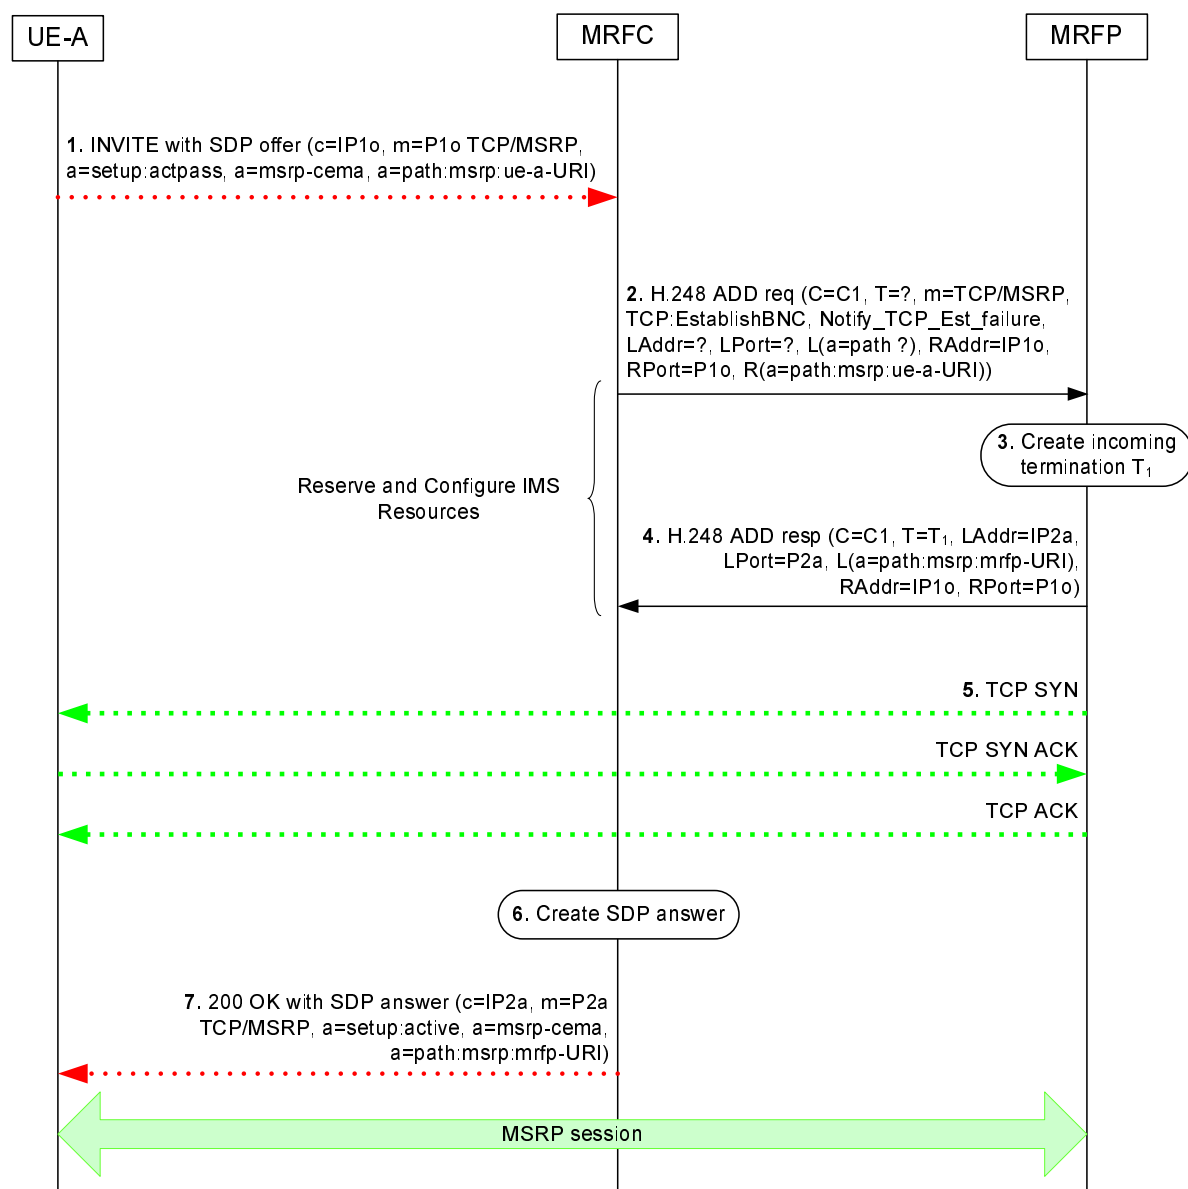 UE-A
MRFC
MRFP
1. INVITE with SDP offer (c=IP1o, m=P1o TCP/MSRP,
a=setup:actpass, a=msrp-cema, a=path:msrp:ue-a-URI)
2. H.248 ADD req (C=C1, T=?, m=TCP/MSRP,
TCP:EstablishBNC, Notify_TCP_Est_failure,
LAddr=?, LPort=?, L(a=path ?), RAddr=IP1o,
RPort=P1o, R(a=path:msrp:ue-a-URI))
3. Create incoming
termination T₁
Reserve and Configure IMS
Resources
4. H.248 ADD resp (C=C1, T=T₁, LAddr=IP2a,
LPort=P2a, L(a=path:msrp:mrfp-URI),
RAddr=IP1o, RPort=P1o)
5. TCP SYN
TCP SYN ACK
TCP ACK
6. Create SDP answer
7. 200 OK with SDP answer (c=IP2a, m=P2a
TCP/MSRP, a=setup:active, a=msrp-cema,
a=path:msrp:mrfp-URI)
MSRP session